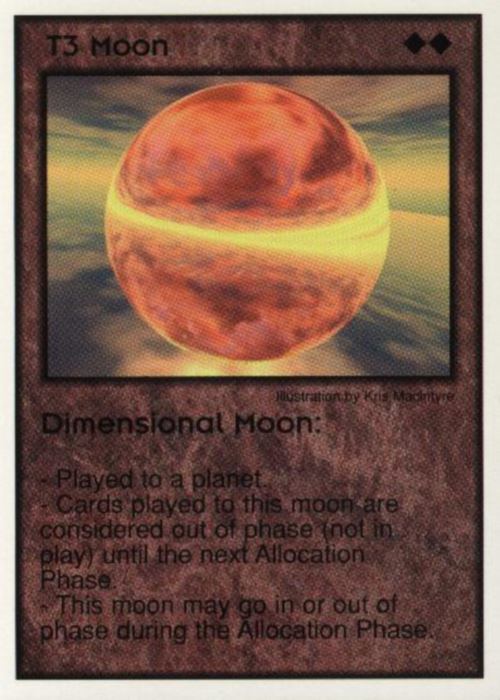 T3 Moon
Illustration by Kris MacIntyre
Dimensional Moon:
- Played to a planet.
- Cards played to this moon are
considered out of phase (not in
play) until the next Allocation
Phase.
- This moon may go in or out of
phase during the Allocation Phase.